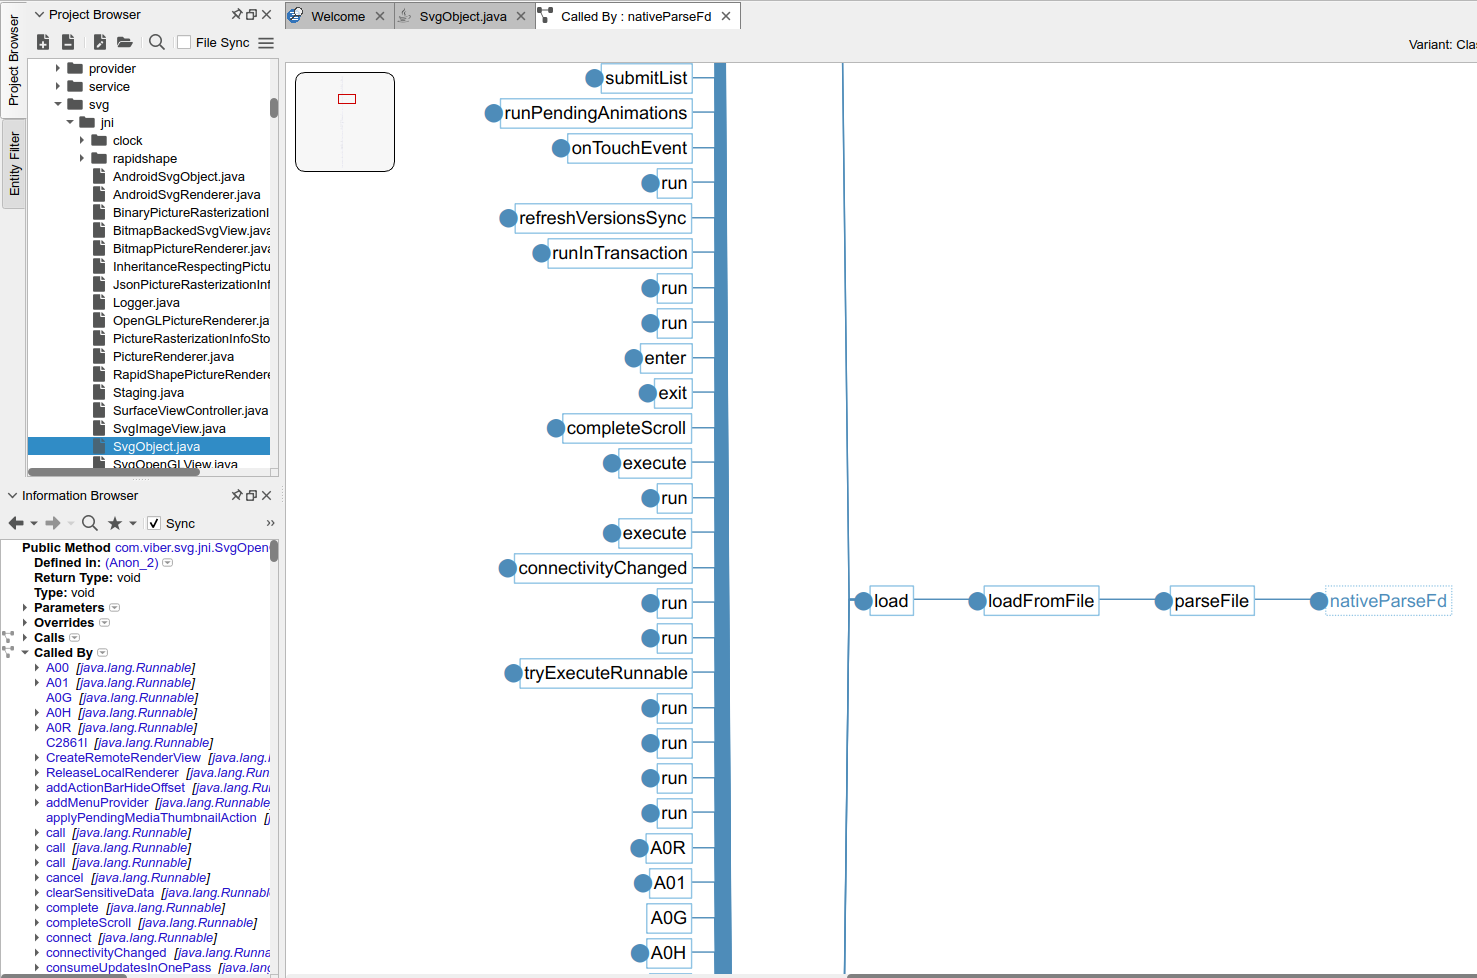 Project Browser
Entity Filter
Project Browser
File Sync
provider
service
svg
jni
clock
rapidshape
AndroidSvgObject.java
AndroidSvgRenderer.java
BinaryPictureRasterizationI
BitmapBackedSvgView.java
BitmapPictureRenderer.java
InheritanceRespectingPictu
JsonPictureRasterizationInf
Logger.java
OpenGLPictureRenderer.ja
PictureRasterizationInfoSto
PictureRenderer.java
RapidShapePictureRendere
Staging.java
SurfaceViewController.java
SvgImageView.java
SvgObject.java
SvgOpenGLView.java
Information Browser
Sync
»
Public Method com.viber.svg.jni.SvgOpen
Defined in: (Anon_2)
Return Type: void
Type: void
Parameters
Overrides
Calls
Called By
A00 [java.lang.Runnable]
A01 [java.lang.Runnable]
A0G [java.lang.Runnable]
A0H [java.lang.Runnable]
A0R [java.lang.Runnable]
C2861I [java.lang.Runnable]
CreateRemoteRenderView [java.lang.
ReleaseLocalRenderer [java.lang.Run
addActionBarHideOffset [java.lang.Ru
addMenuProvider [java.lang.Runnable
applyPendingMediaThumbnailAction [j
call [java.lang.Runnable]
call [java.lang.Runnable]
call [java.lang.Runnable]
cancel [java.lang.Runnable]
clearSensitiveData [java.lang.Runnabl
complete [java.lang.Runnable]
completeScroll [java.lang.Runnable]
connect [java.lang.Runnable]
connectivityChanged [java.lang.Runna
consumeUpdatesInOnePass [java.lang
Welcome
SvgObject.java
Called By : nativeParseFd
Variant: Clas
submitList
runPendingAnimations
onTouchEvent
run
refreshVersionsSync
runInTransaction
run
run
enter
exit
completeScroll
execute
run
execute
connectivityChanged
run
run
tryExecuteRunnable
run
run
run
run
A0R
A01
A0G
A0H
load
loadFromFile
parseFile
nativeParseFd